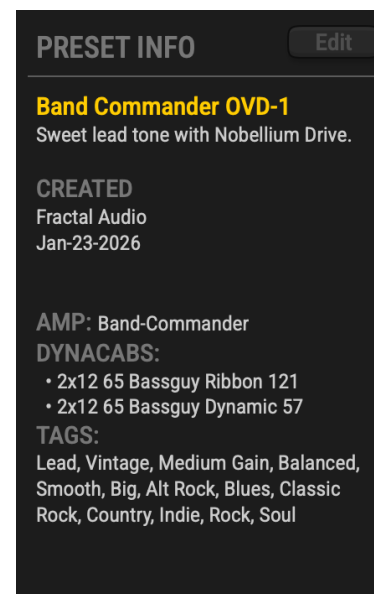 PRESET INFO
Edit
Band Commander OVD-1
Sweet lead tone with Nobellium Drive.
CREATED
Fractal Audio
Jan-23-2026
AMP: Band-Commander
DYNACABS:
• 2x12 65 Bassguy Ribbon 121
• 2x12 65 Bassguy Dynamic 57
TAGS:
Lead, Vintage, Medium Gain, Balanced,
Smooth, Big, Alt Rock, Blues, Classic
Rock, Country, Indie, Rock, Soul